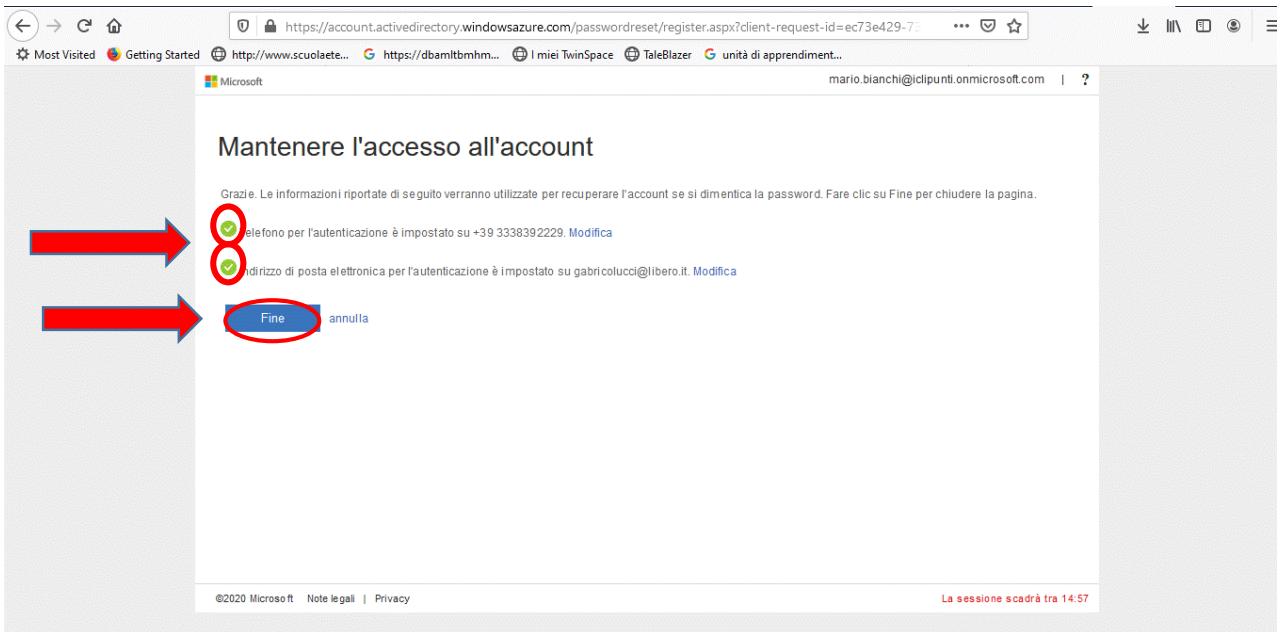 https://account.activedirectory.windowsazure.com/passwordreset/register.aspx?client-request-id=ec73e429-73
Most Visited Getting Started http://www.scuolaete... https://dbamltbmhm... I miei TwinSpace TaleBlazer unità di apprendiment...
Microsoft mario.bianchi@iclipunti.onmicrosoft.com | ?
Mantenere l'accesso all'account
Grazie. Le informazioni riportate di seguito verranno utilizzate per recuperare l'account se si dimentica la password. Fare clic su Fine per chiudere la pagina.
elefono per l'autenticazione è impostato su +39 3338392229. Modifica
ndirizzo di posta elettronica per l'autenticazione è impostato su gabricolucci@libero.it. Modifica
Fine annulla
©2020 Microsoft Note legali | Privacy La sessione scadrà tra 14:57